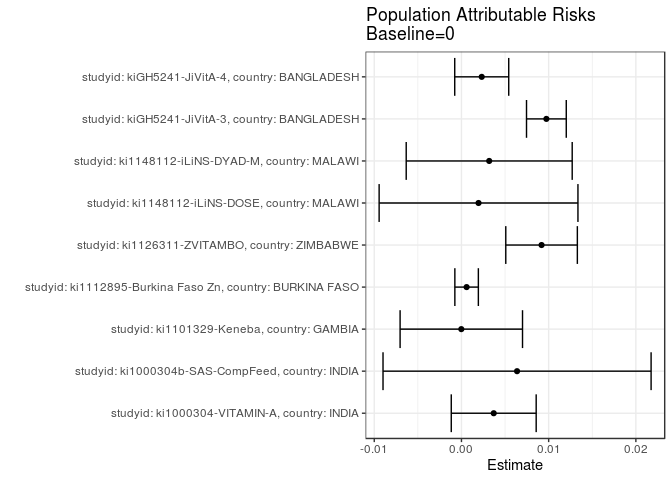 Population Attributable Risks
Baseline=0
studyid: kiGH5241-JiVitA-4, country: BANGLADESH
studyid: kiGH5241-JiVitA-3, country: BANGLADESH
studyid: ki1148112-iLiNS-DYAD-M, country: MALAWI
studyid: ki1148112-iLiNS-DOSE, country: MALAWI
studyid: ki1126311-ZVITAMBO, country: ZIMBABWE
studyid: ki1112895-Burkina Faso Zn, country: BURKINA FASO
studyid: ki1101329-Keneba, country: GAMBIA
studyid: ki1000304b-SAS-CompFeed, country: INDIA
studyid: ki1000304-VITAMIN-A, country: INDIA
-0.01 0.00 0.01 0.02
Estimate